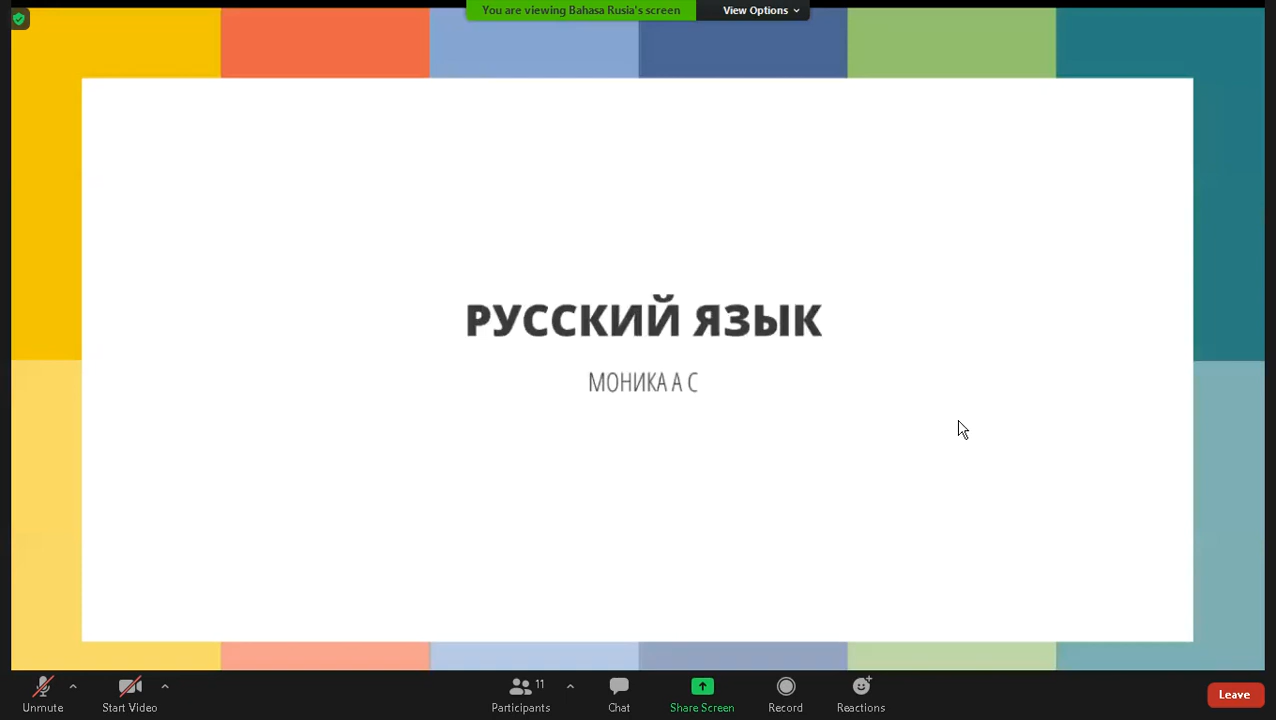 You are viewing Bahasa Rusia's screen
View Options
РУССКИЙ ЯЗЫК
МОНИКА А С
Unmute
Start Video
11
Participants
Chat
Share Screen
Record
Reactions
Leave